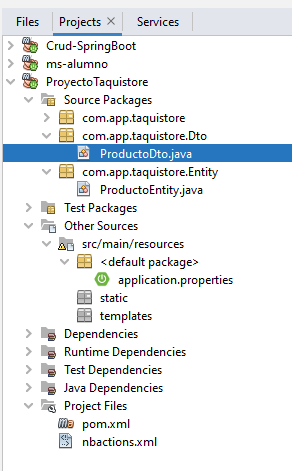 Files Projects Services
Crud-SpringBoot
ms-alumno
ProyectoTaquistore
Source Packages
com.app.taquistore
com.app.taquistore.Dto
ProductoDto.java
com.app.taquistore.Entity
ProductoEntity.java
Test Packages
Other Sources
src/main/resources
<default package>
application.properties
static
templates
Dependencies
Runtime Dependencies
Test Dependencies
Java Dependencies
Project Files
pom.xml
nbactions.xml